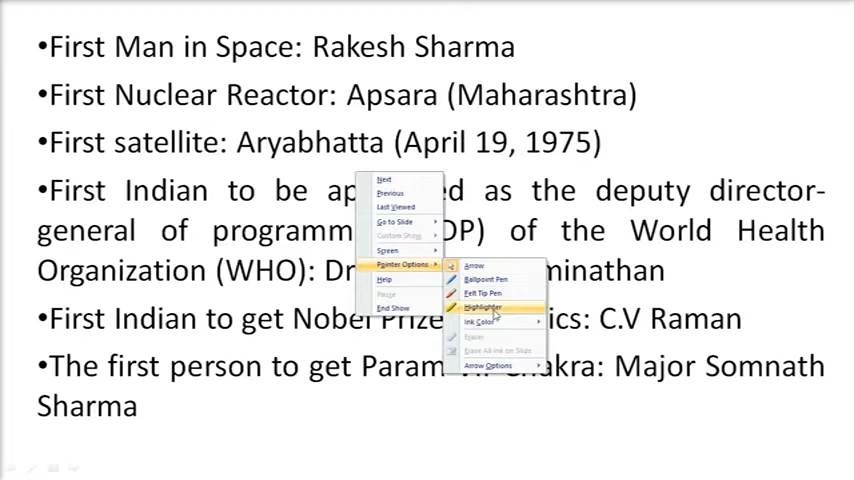 •First Man in Space: Rakesh Sharma
•First Nuclear Reactor: Apsara (Maharashtra)
•First satellite: Aryabhatta (April 19, 1975)
•First Indian to be ap ed as the deputy director-
general of programm DP) of the World Health
Organization (WHO): Dr minathan
•First Indian to get Nobel Prize ics: C.V Raman
•The first person to get Param Chakra: Major Somnath
Sharma
Next
Previous
Last Viewed
Go to Slide
Custom Show
Screen
Pointer Options
Help
Pause
End Show
Arrow
Ballpoint Pen
Felt Tip Pen
Highlighter
Ink Color
Eraser
Erase All Ink on Slide
Arrow Options